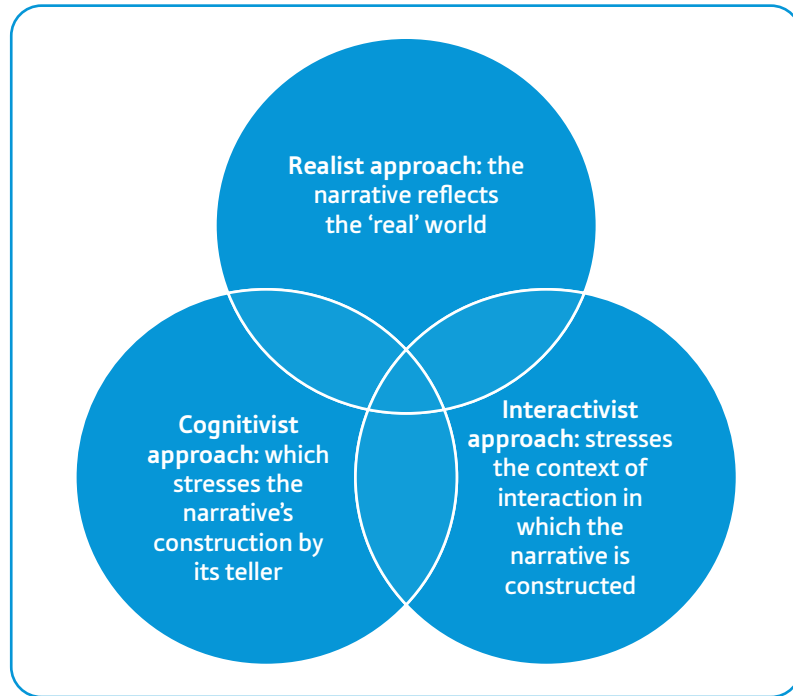 Realist approach: the
narrative reflects
the ‘real’ world
Cognitivist
approach: which
stresses the
narrative’s
construction by
its teller
Interactivist
approach: stresses
the context of
interaction in
which the
narrative is
constructed